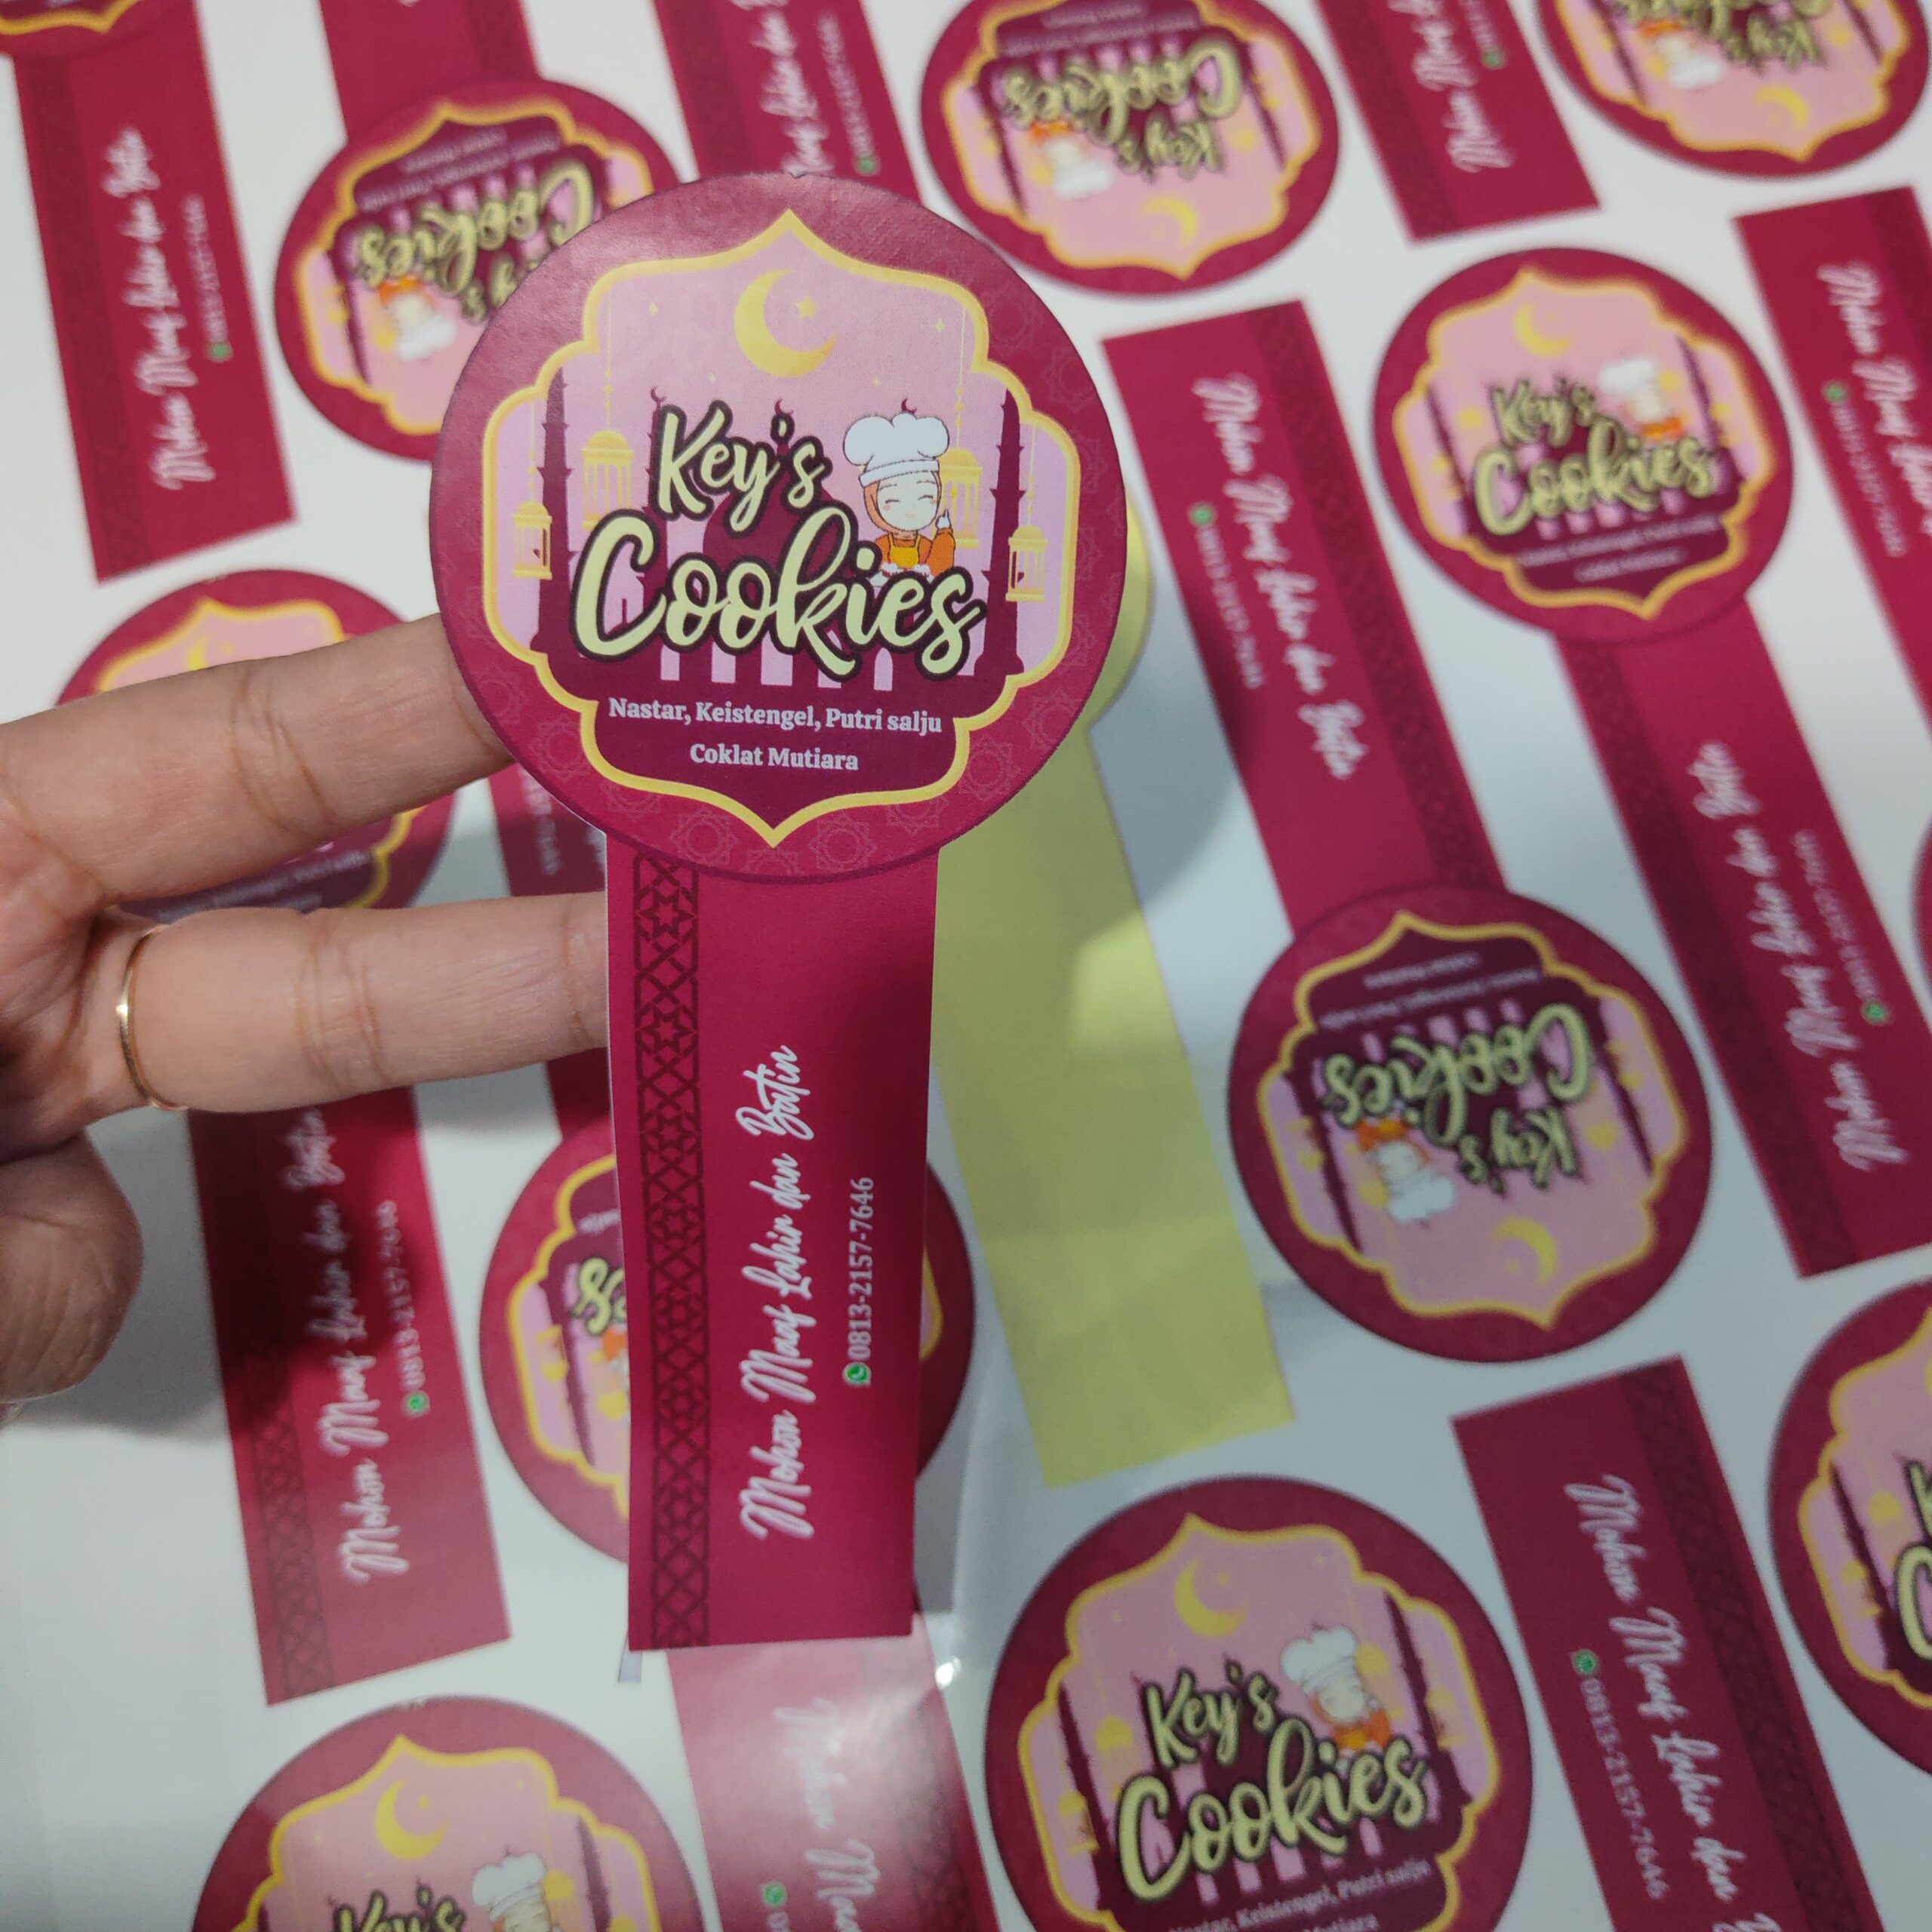 Key's
Cookies
Nastar, Keistengel, Putri salju
Coklat Mutiara
Mohon Maaf Lahir dan Batin
0813-2157-7646